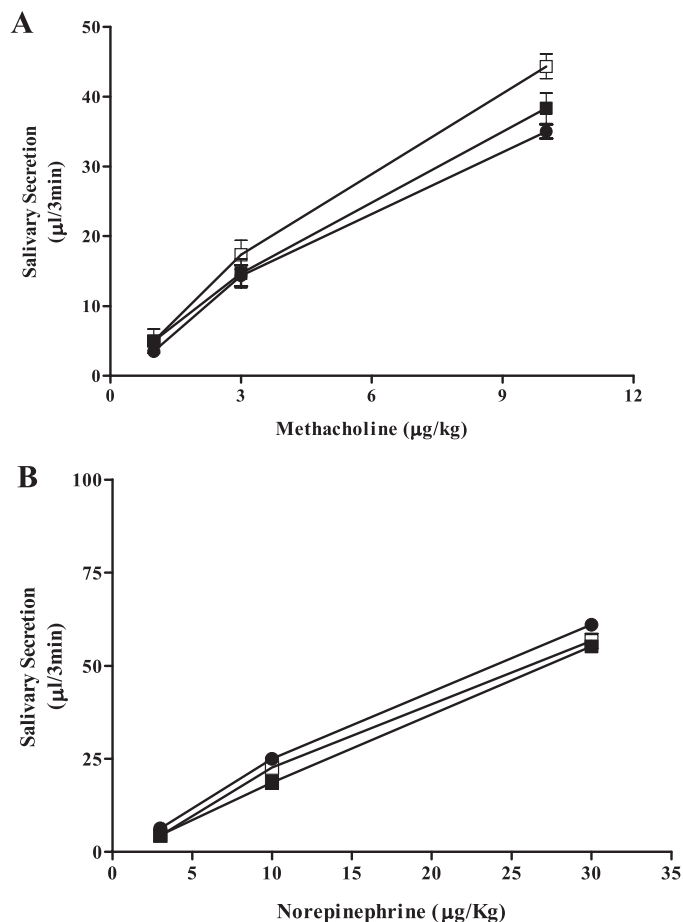 A
50
40
30
20
10
0
Salivary Secretion
(μl/3min)
0 3 6 9 12
Methacholine (μg/kg)
B
100
75
50
25
0
Salivary Secretion
(μl/3min)
0 5 10 15 20 25 30 35
Norepinephrine (μg/Kg)